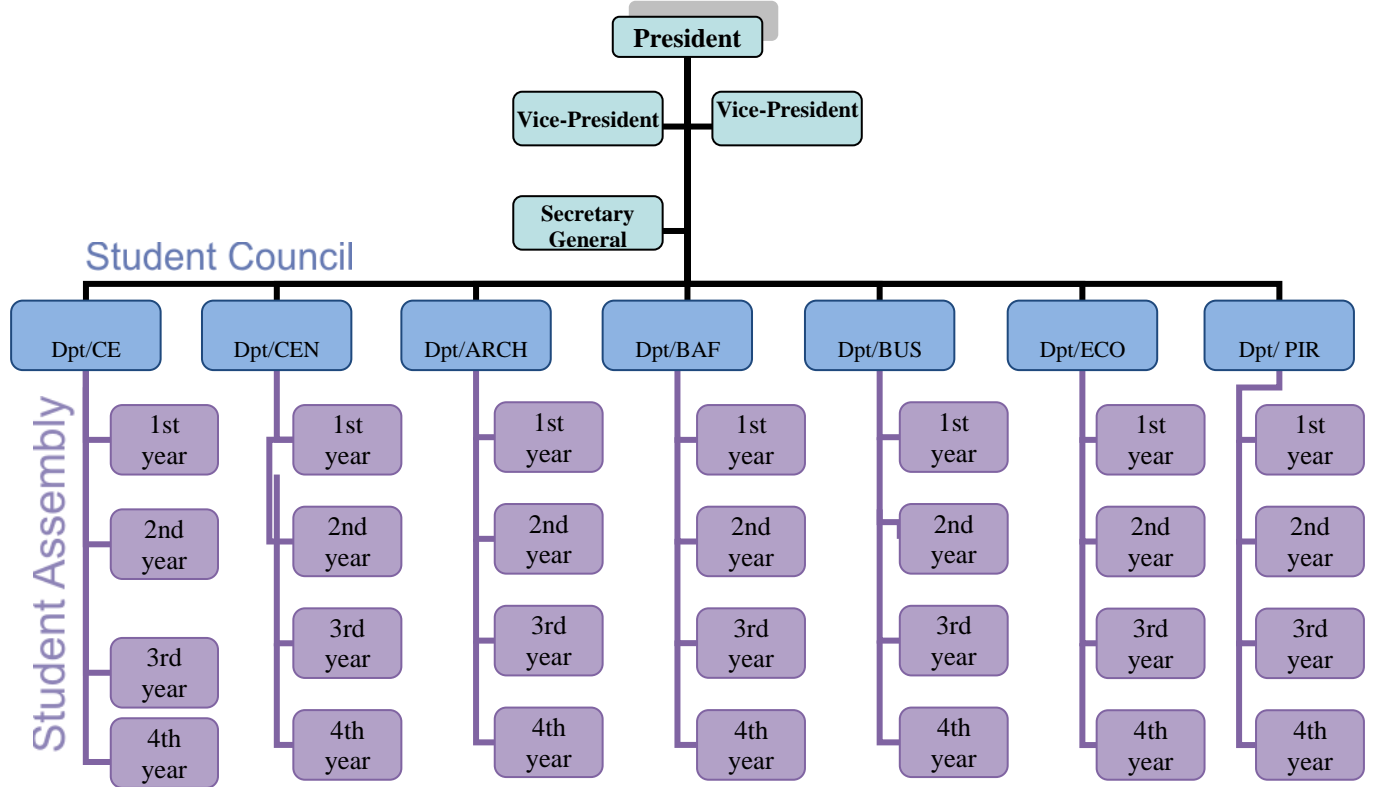 President
Vice-President
Vice-President
Secretary
General
Student Council
Dpt/CE
Dpt/CEN
Dpt/ARCH
Dpt/BAF
Dpt/BUS
Dpt/ECO
Dpt/ PIR
Student Assembly
1st
year
2nd
year
3rd
year
4th
year
1st
year
2nd
year
3rd
year
4th
year
1st
year
2nd
year
3rd
year
4th
year
1st
year
2nd
year
3rd
year
4th
year
1st
year
2nd
year
3rd
year
4th
year
1st
year
2nd
year
3rd
year
4th
year
1st
year
2nd
year
3rd
year
4th
year